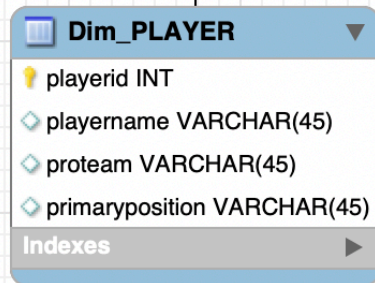 Dim_PLAYER
playerid INT
playername VARCHAR(45)
proteam VARCHAR(45)
primaryposition VARCHAR(45)
Indexes